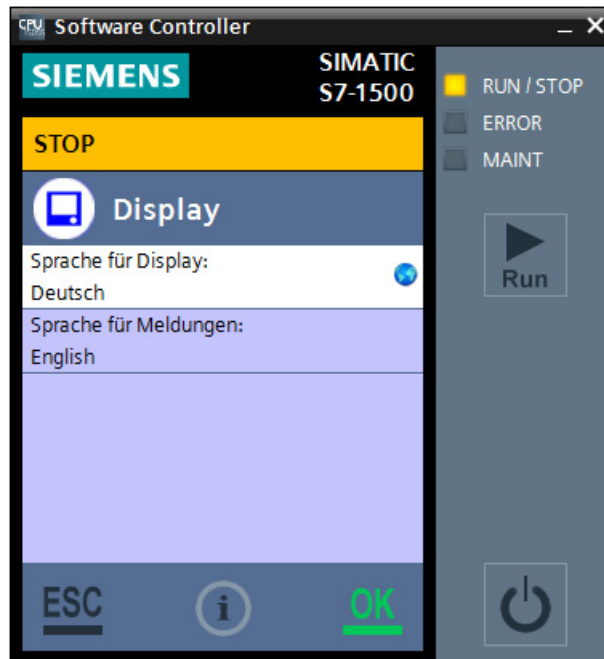 Software Controller
SIEMENS
SIMATIC
S7-1500
RUN / STOP
ERROR
MAINT
STOP
Display
Run
Sprache für Display:
Deutsch
Sprache für Meldungen:
English
ESC
i
OK